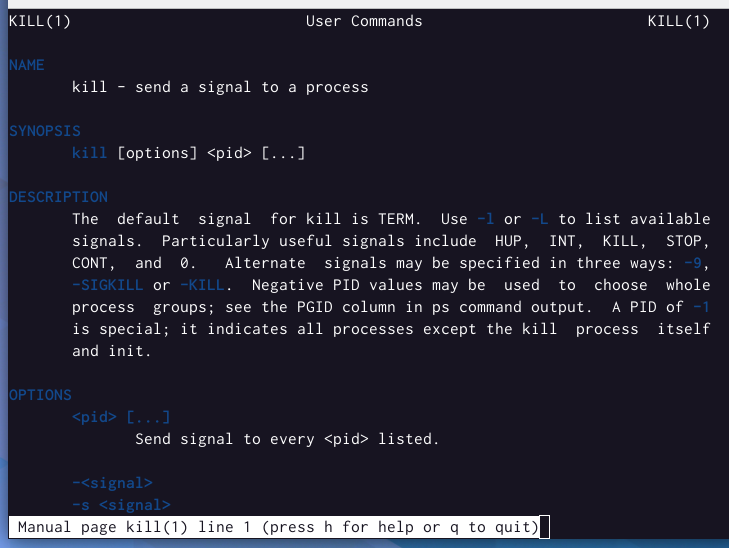 KILL(1) User Commands KILL(1)
NAME
kill - send a signal to a process
SYNOPSIS
kill [options] <pid> [...]
DESCRIPTION
The default signal for kill is TERM. Use -l or -L to list available
signals. Particularly useful signals include HUP, INT, KILL, STOP,
CONT, and 0. Alternate signals may be specified in three ways: -9,
-SIGKILL or -KILL. Negative PID values may be used to choose whole
process groups; see the PGID column in ps command output. A PID of -1
is special; it indicates all processes except the kill process itself
and init.
OPTIONS
<pid> [...]
Send signal to every <pid> listed.
-<signal>
-s <signal>
Manual page kill(1) line 1 (press h for help or q to quit)